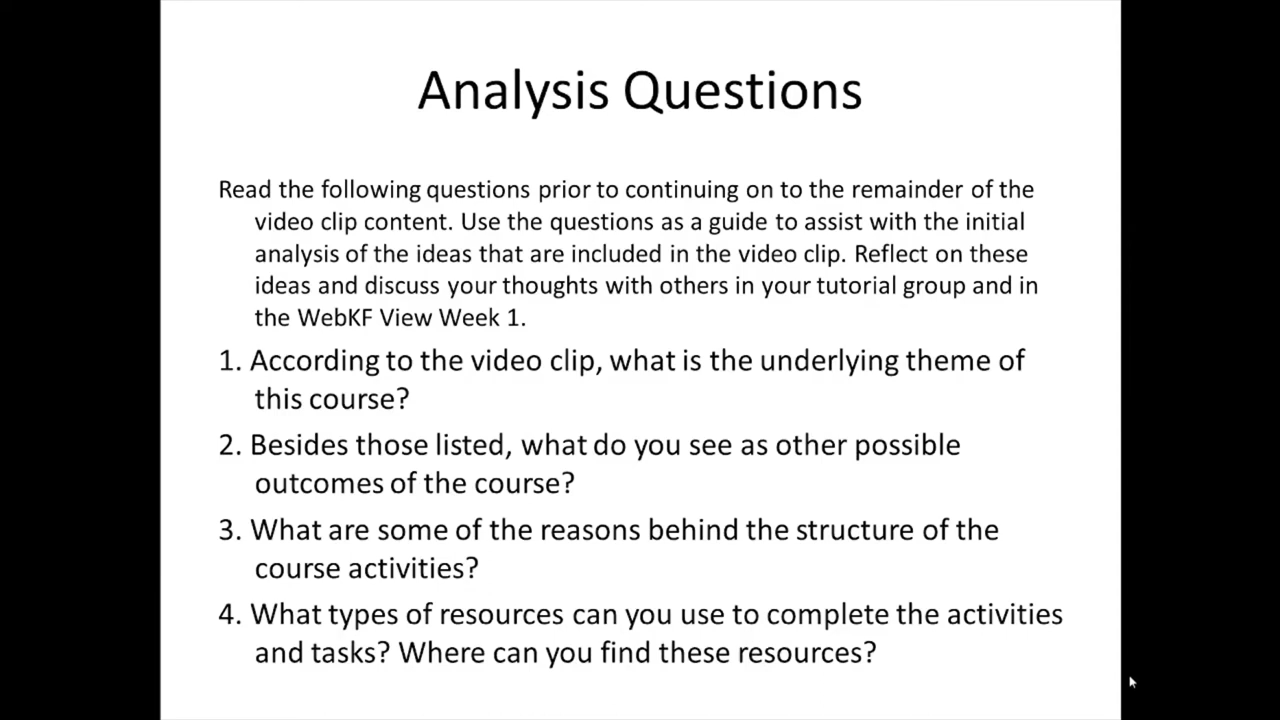 Analysis Questions
Read the following questions prior to continuing on to the remainder of the
video clip content. Use the questions as a guide to assist with the initial
analysis of the ideas that are included in the video clip. Reflect on these
ideas and discuss your thoughts with others in your tutorial group and in
the WebKF View Week 1.
1. According to the video clip, what is the underlying theme of
this course?
2. Besides those listed, what do you see as other possible
outcomes of the course?
3. What are some of the reasons behind the structure of the
course activities?
4. What types of resources can you use to complete the activities
and tasks? Where can you find these resources?